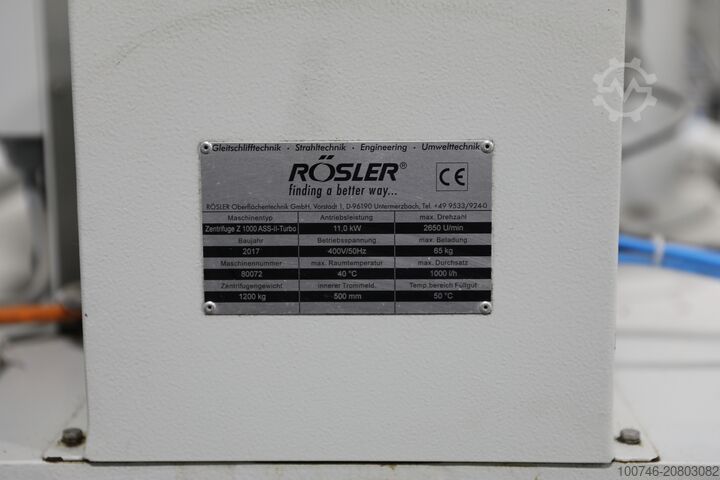 Gleitschlifftechnik · Strahltechnik · Engineering · Umwelttechnik
RÖSLER®
finding a better way...
CE
RÖSLER Oberflächentechnik GmbH, Vorstadt 1, D-96190 Untermerzbach, Tel. +49 9533/924-0
Maschinentyp Antriebsleistung max. Drehzahl
Zentrifuge Z 1000 ASS-II-Turbo 11,0 kW 2650 U/min
Baujahr Betriebsspannung max. Beladung
2017 400V/50Hz 65 kg
Maschinennummer max. Raumtemperatur max. Durchsatz
80072 40 °C 1000 l/h
Zentrifugengewicht innerer Trommeld. Temp.bereich Füllgut
1200 kg 500 mm 50 °C
100746-20803082